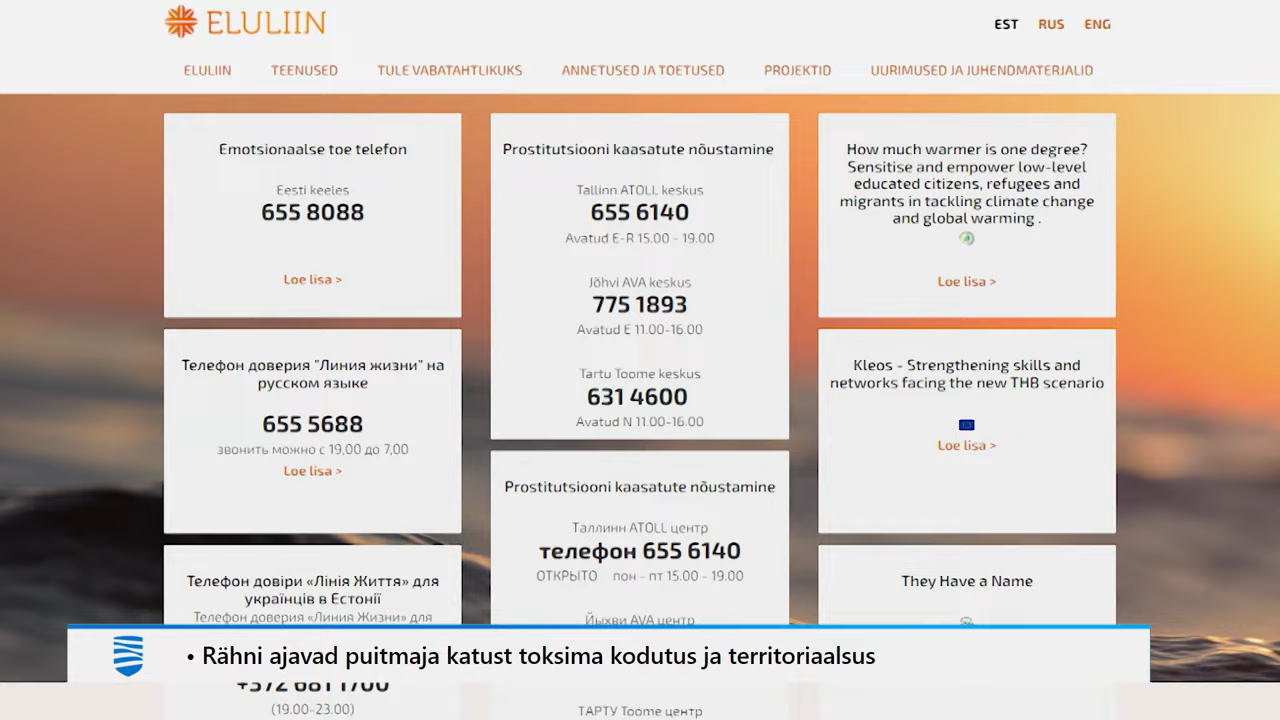 ELULIIN
EST RUS ENG
ELULIIN TEENUSED TULE VABATAHTLIKUKS ANNETUSED JA TOETUSED PROJEKTID UURIMUSED JA JUHENDMATERJALID
Emotsionaalse toe telefon
Eesti keeles
655 8088
Loe lisa >
Телефон доверия "Линия жизни" на
русском языке
655 5688
звонить можно с 19,00 до 7,00
Loe lisa >
Телефон довіри «Лінія Життя» для
українців в Естонії
Телефон доверия «Линия Жизни» для
+372 6811700
(19.00-23.00)
Prostitutsiooni kaasatute nõustamine
Tallinn ATOLL keskus
655 6140
Avatud E-R 15.00 - 19.00
Jõhvi AVA keskus
775 1893
Avatud E 11.00-16.00
Tartu Toome keskus
631 4600
Avatud N 11.00-16.00
Prostitutsiooni kaasatute nõustamine
Таллинн ATOLL центр
телефон 655 6140
ОТКРЫТО пон - пт 15.00 - 19.00
Йыхви AVA центр
ТАРТУ Toome центр
How much warmer is one degree?
Sensitise and empower low-level
educated citizens, refugees and
migrants in tackling climate change
and global warming .
Loe lisa >
Kleos - Strengthening skills and
networks facing the new THB scenario
Loe lisa >
They Have a Name
• Rähni ajavad puitmaja katust toksima kodutus ja territoriaalsus